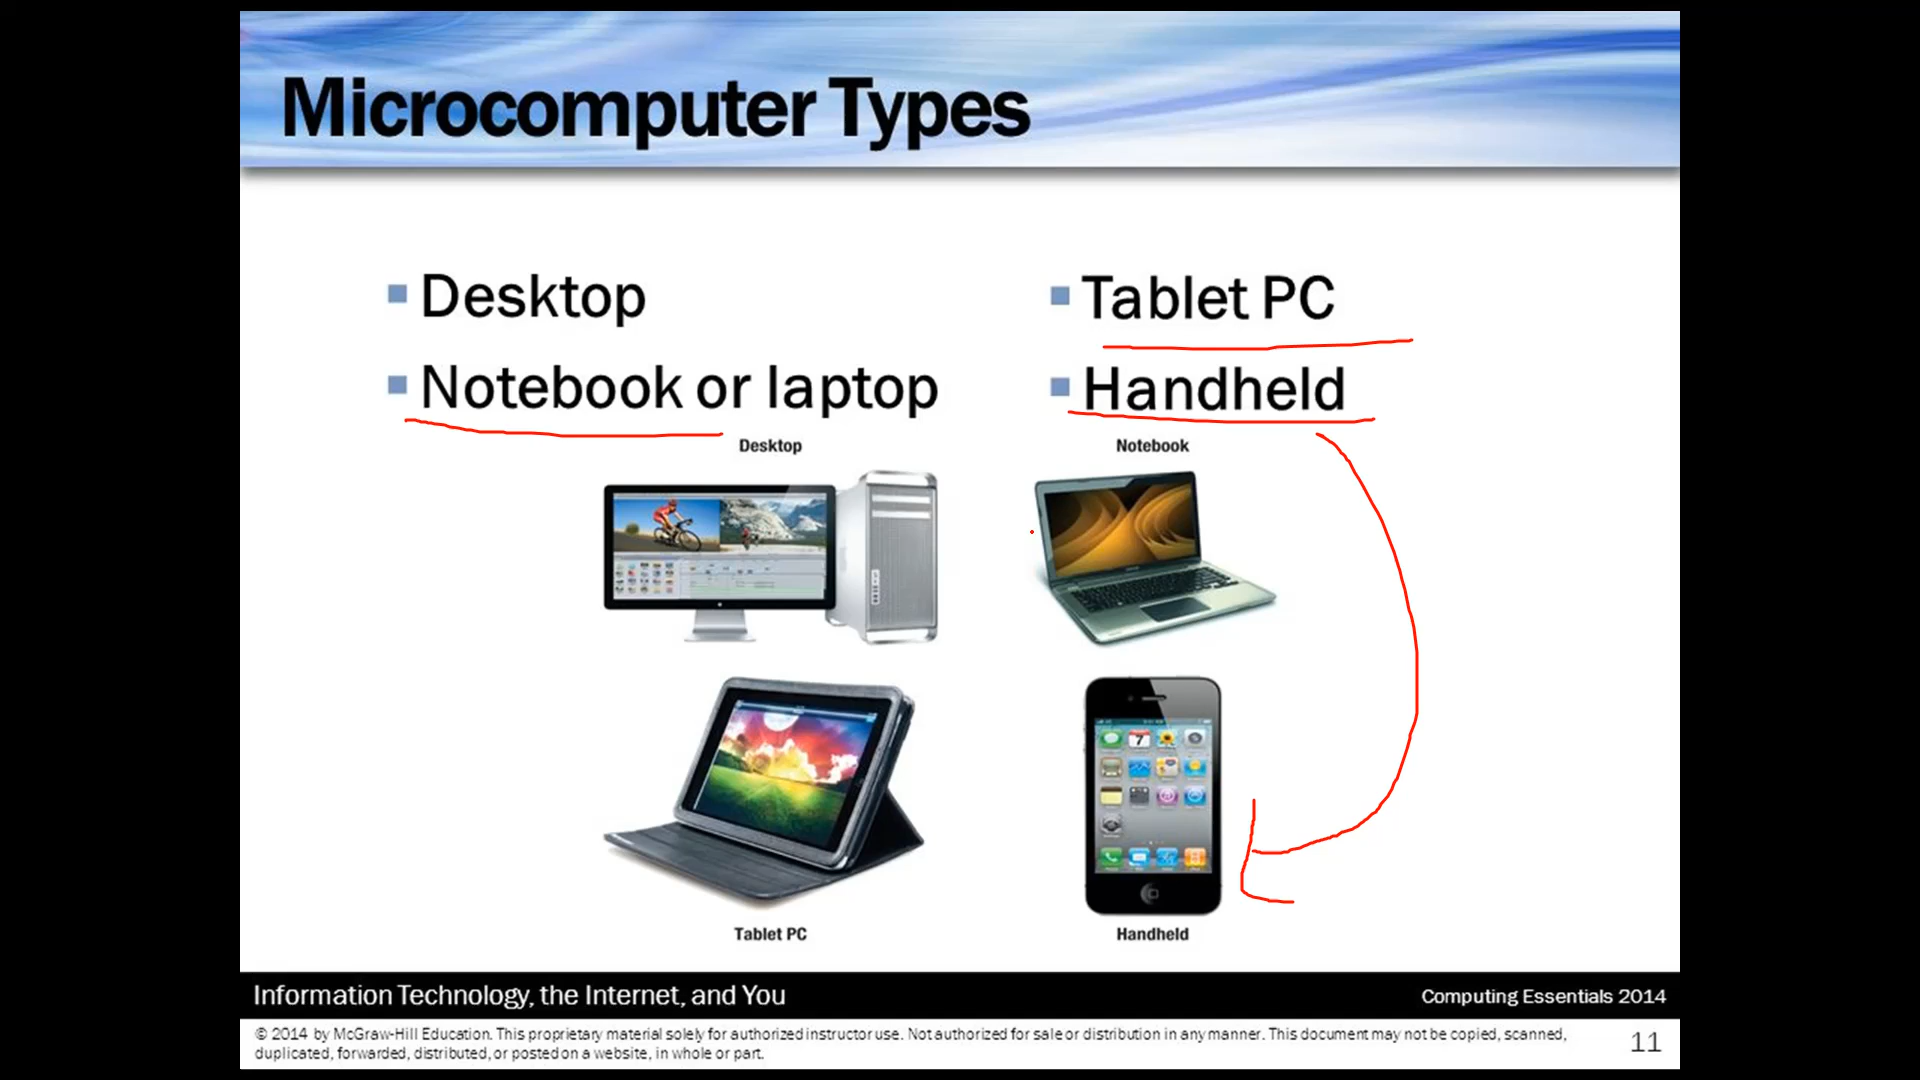 Microcomputer Types
Desktop
Notebook or laptop
Tablet PC
Handheld
Desktop
Notebook
Tablet PC
Handheld
Information Technology, the Internet, and You
Computing Essentials 2014
© 2014 by McGraw-Hill Education. This proprietary material solely for authorized instructor use. Not authorized for sale or distribution in any manner. This document may not be copied, scanned,
duplicated, forwarded, distributed, or posted on a website, in whole or part.
11